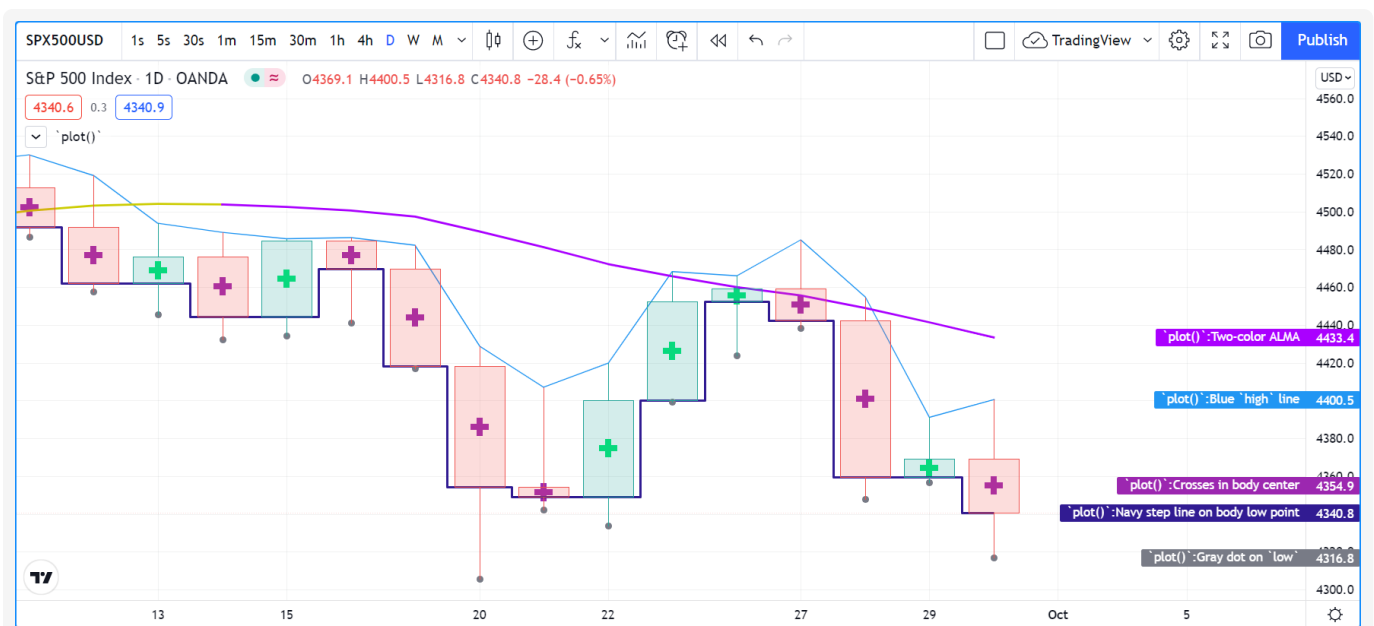 SPX500USD 1s 5s 30s 1m 15m 30m 1h 4h D W M TradingView Publish
S&P 500 Index · 1D · OANDA ≈ O4369.1 H4400.5 L4316.8 C4340.8 −28.4 (−0.65%) USD
4340.6 0.3 4340.9
`plot()`
4560.0
4540.0
4520.0
4500.0
4480.0
4460.0
4440.0
`plot()`:Two-color ALMA 4433.4
4420.0
`plot()`:Blue `high` line 4400.5
4380.0
4360.0
`plot()`:Crosses in body center 4354.9
`plot()`:Navy step line on body low point 4340.8
`plot()`:Gray dot on `low` 4316.8
4300.0
13 15 20 22 27 29 Oct 5